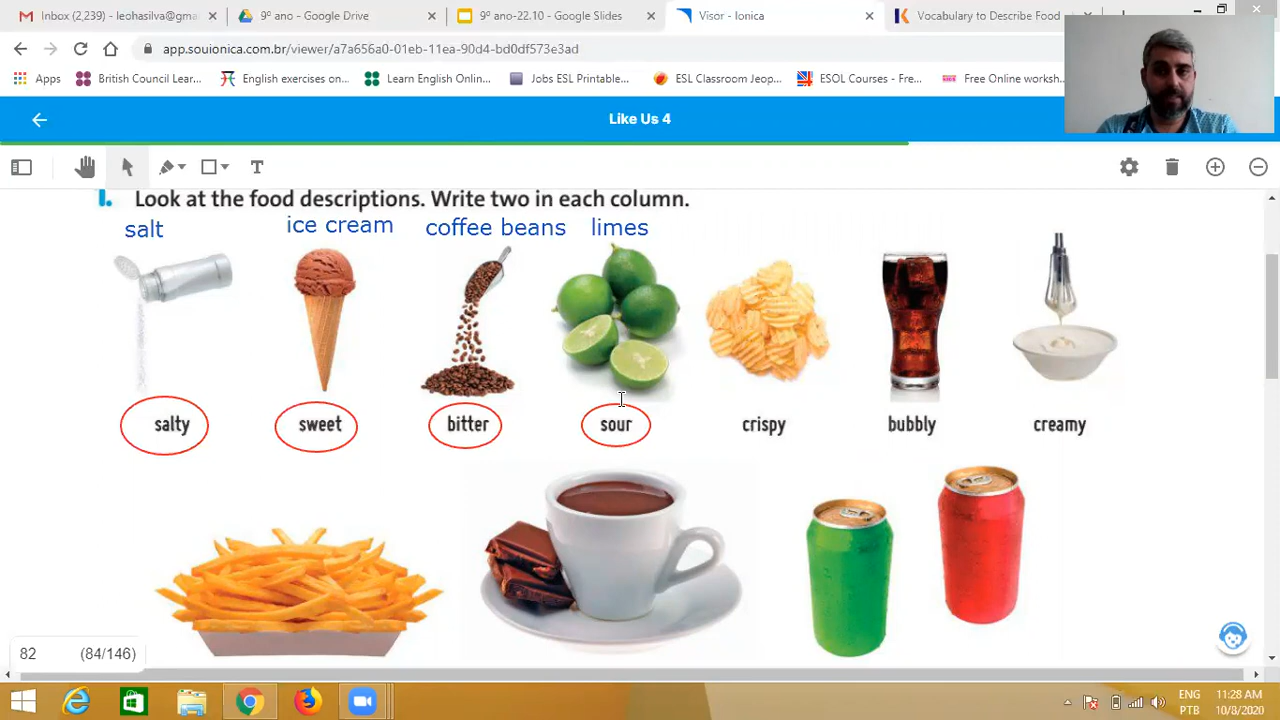 Inbox (2,239) - leohasilva@gma
9º ano - Google Drive
9º ano-22.10 - Google Slides
Visor - Ionica
Vocabulary to Describe Food
app.souionica.com.br/viewer/a7a656a0-01eb-11ea-90d4-bd0df573e3ad
Apps
British Council Lear...
English exercises on...
Learn English Onlin...
Jobs ESL Printable...
ESL Classroom Jeop...
ESOL Courses - Fre...
Free Online worksh...
Like Us 4
1. Look at the food descriptions. Write two in each column.
salt ice cream coffee beans limes
salty sweet bitter sour crispy bubbly creamy
82 (84/146)
ENG 11:28 AM
PTB 10/8/2020